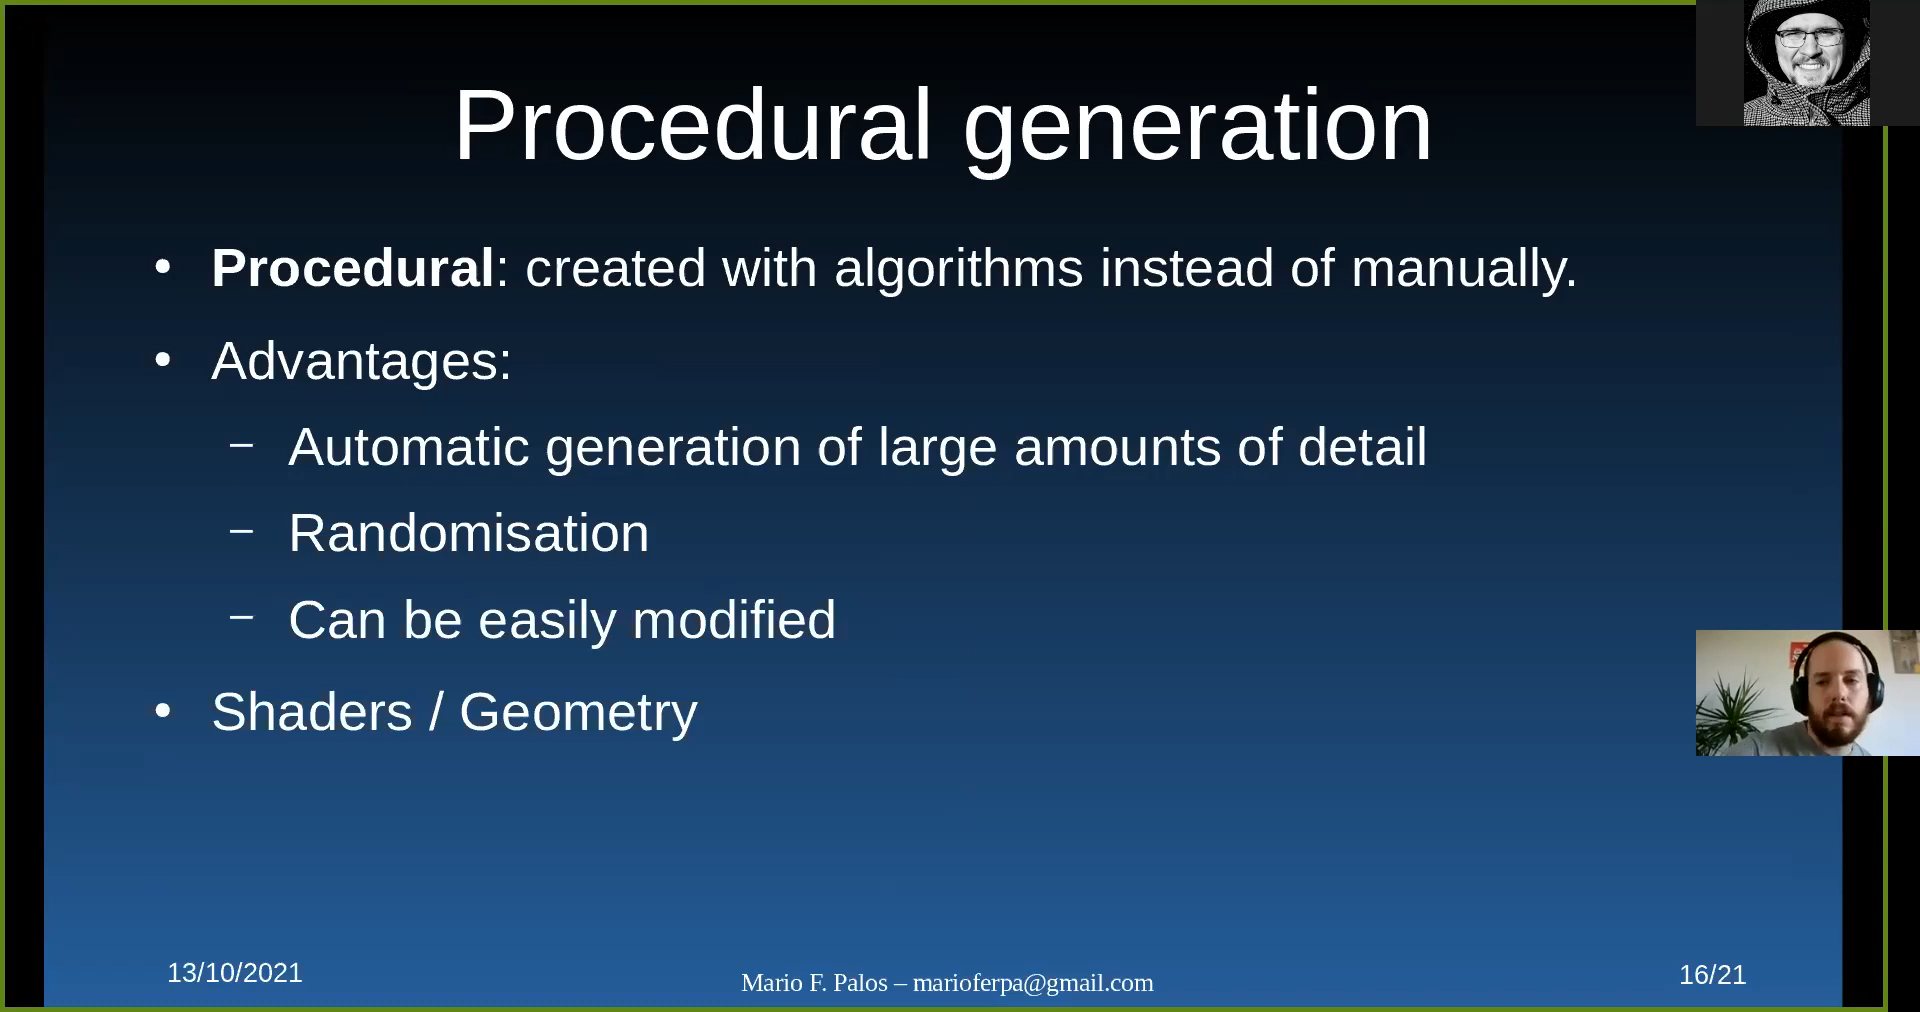 Procedural generation
• Procedural: created with algorithms instead of manually.
• Advantages:
– Automatic generation of large amounts of detail
– Randomisation
– Can be easily modified
• Shaders / Geometry
13/10/2021
Mario F. Palos – marioferpa@gmail.com
16/21